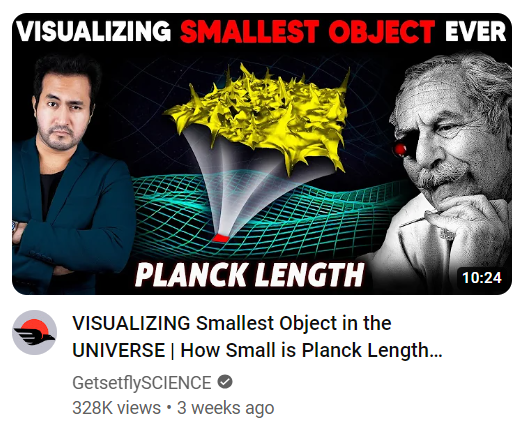 VISUALIZING SMALLEST OBJECT EVER
PLANCK LENGTH
10:24
VISUALIZING Smallest Object in the
UNIVERSE | How Small is Planck Length...
GetsetflySCIENCE
328K views • 3 weeks ago